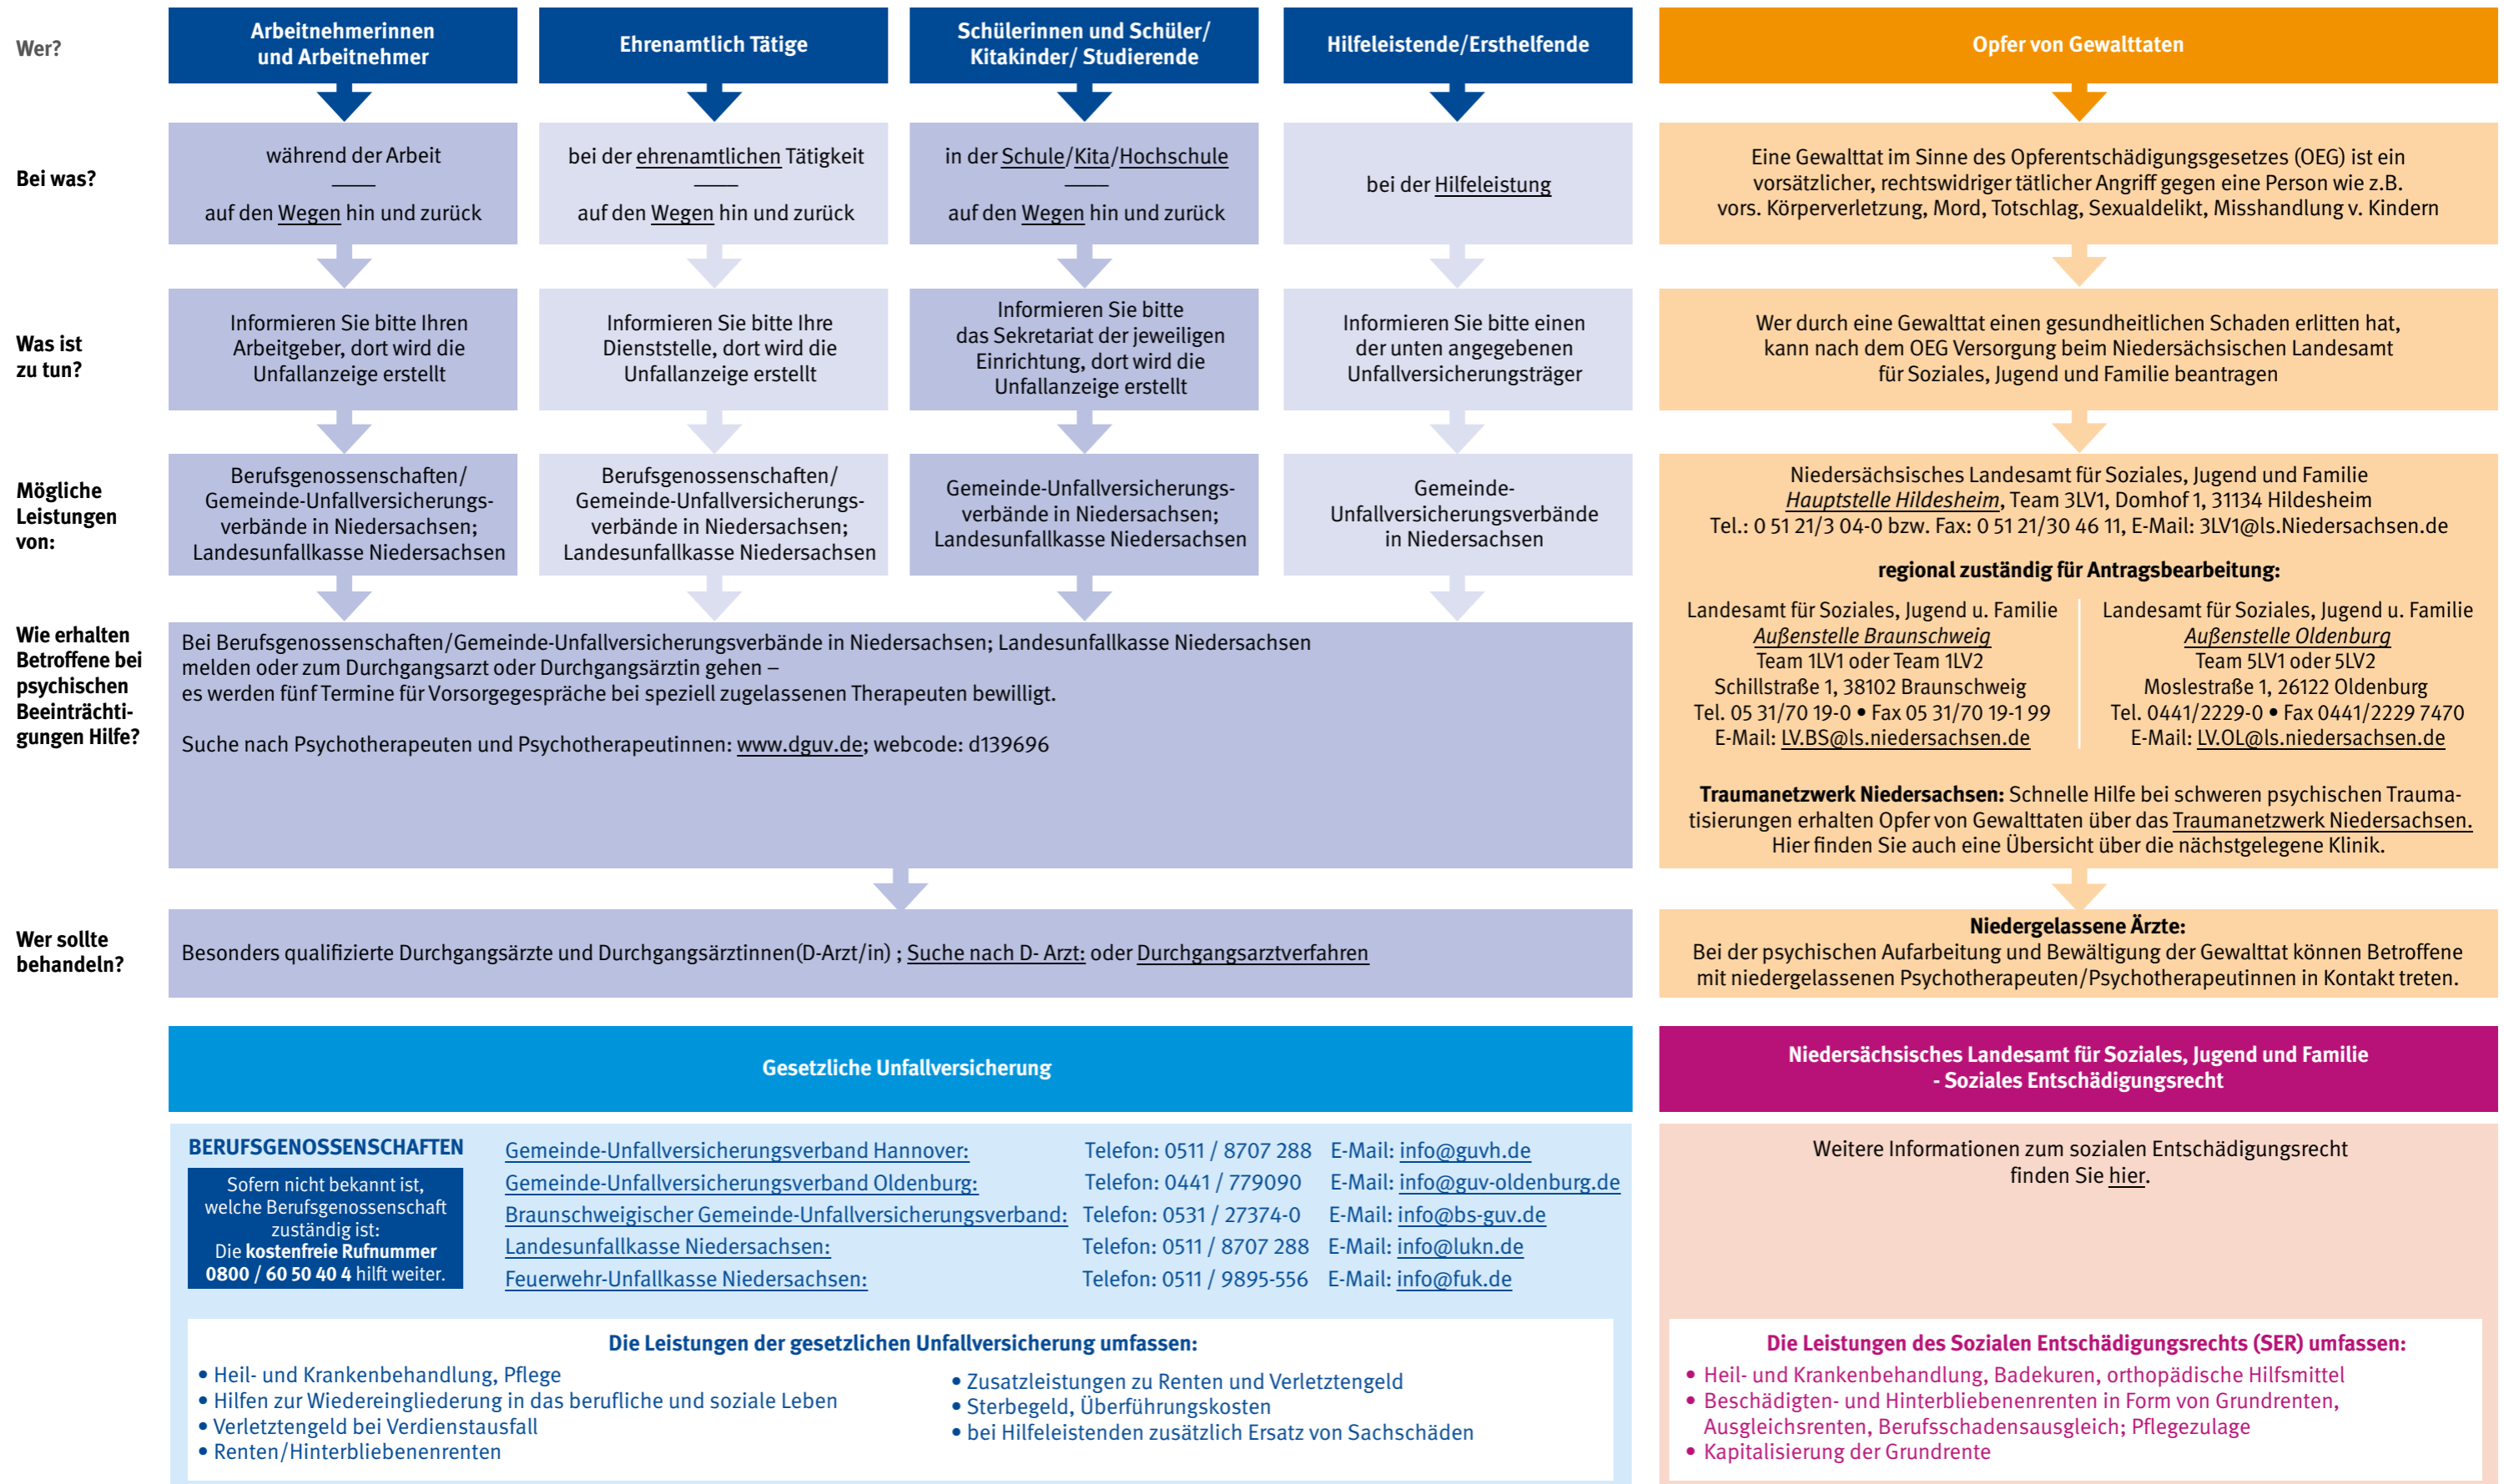 Wer?
Arbeitnehmerinnen
und Arbeitnehmer
Ehrenamtlich Tätige
Schülerinnen und Schüler/
Kitakinder/ Studierende
Hilfeleistende/Ersthelfende
Opfer von Gewalttaten
Bei was?
während der Arbeit
auf den Wegen hin und zurück
bei der ehrenamtlichen Tätigkeit
auf den Wegen hin und zurück
in der Schule/Kita/Hochschule
auf den Wegen hin und zurück
bei der Hilfeleistung
Eine Gewalttat im Sinne des Opferentschädigungsgesetzes (OEG) ist ein
vorsätzlicher, rechtswidriger tätlicher Angriff gegen eine Person wie z.B.
vors. Körperverletzung, Mord, Totschlag, Sexualdelikt, Misshandlung v. Kindern
Was ist
zu tun?
Informieren Sie bitte Ihren
Arbeitgeber, dort wird die
Unfallanzeige erstellt
Informieren Sie bitte Ihre
Dienststelle, dort wird die
Unfallanzeige erstellt
Informieren Sie bitte
das Sekretariat der jeweiligen
Einrichtung, dort wird die
Unfallanzeige erstellt
Informieren Sie bitte einen
der unten angegebenen
Unfallversicherungsträger
Wer durch eine Gewalttat einen gesundheitlichen Schaden erlitten hat,
kann nach dem OEG Versorgung beim Niedersächsischen Landesamt
für Soziales, Jugend und Familie beantragen
Mögliche
Leistungen
von:
Berufsgenossenschaften/
Gemeinde-Unfallversicherungs-
verbände in Niedersachsen;
Landesunfallkasse Niedersachsen
Berufsgenossenschaften/
Gemeinde-Unfallversicherungs-
verbände in Niedersachsen;
Landesunfallkasse Niedersachsen
Gemeinde-Unfallversicherungs-
verbände in Niedersachsen;
Landesunfallkasse Niedersachsen
Gemeinde-
Unfallversicherungsverbände
in Niedersachsen
Niedersächsisches Landesamt für Soziales, Jugend und Familie
Hauptstelle Hildesheim, Team 3LV1, Domhof 1, 31134 Hildesheim
Tel.: 0 51 21/3 04-0 bzw. Fax: 0 51 21/30 46 11, E-Mail: 3LV1@ls.Niedersachsen.de
regional zuständig für Antragsbearbeitung:
Landesamt für Soziales, Jugend u. Familie
Außenstelle Braunschweig
Team 1LV1 oder Team 1LV2
Schillstraße 1, 38102 Braunschweig
Tel. 05 31/70 19-0 • Fax 05 31/70 19-1 99
E-Mail: LV.BS@ls.niedersachsen.de
Landesamt für Soziales, Jugend u. Familie
Außenstelle Oldenburg
Team 5LV1 oder 5LV2
Moslestraße 1, 26122 Oldenburg
Tel. 0441/2229-0 • Fax 0441/2229 7470
E-Mail: LV.OL@ls.niedersachsen.de
Traumanetzwerk Niedersachsen: Schnelle Hilfe bei schweren psychischen Trauma-
tisierungen erhalten Opfer von Gewalttaten über das Traumanetzwerk Niedersachsen.
Hier finden Sie auch eine Übersicht über die nächstgelegene Klinik.
Wie erhalten
Betroffene bei
psychischen
Beeinträchti-
gungen Hilfe?
Bei Berufsgenossenschaften/Gemeinde-Unfallversicherungsverbände in Niedersachsen; Landesunfallkasse Niedersachsen
melden oder zum Durchgangsarzt oder Durchgangsärztin gehen –
es werden fünf Termine für Vorsorgegespräche bei speziell zugelassenen Therapeuten bewilligt.
Suche nach Psychotherapeuten und Psychotherapeutinnen: www.dguv.de; webcode: d139696
Wer sollte
behandeln?
Besonders qualifizierte Durchgangsärzte und Durchgangsärztinnen(D-Arzt/in) ; Suche nach D- Arzt: oder Durchgangsarztverfahren
Niedergelassene Ärzte:
Bei der psychischen Aufarbeitung und Bewältigung der Gewalttat können Betroffene
mit niedergelassenen Psychotherapeuten/Psychotherapeutinnen in Kontakt treten.
Gesetzliche Unfallversicherung
Niedersächsisches Landesamt für Soziales, Jugend und Familie
- Soziales Entschädigungsrecht
BERUFSGENOSSENSCHAFTEN
Sofern nicht bekannt ist,
welche Berufsgenossenschaft
zuständig ist:
Die kostenfreie Rufnummer
0800 / 60 50 40 4 hilft weiter.
Gemeinde-Unfallversicherungsverband Hannover: Telefon: 0511 / 8707 288 E-Mail: info@guvh.de
Gemeinde-Unfallversicherungsverband Oldenburg: Telefon: 0441 / 779090 E-Mail: info@guv-oldenburg.de
Braunschweigischer Gemeinde-Unfallversicherungsverband: Telefon: 0531 / 27374-0 E-Mail: info@bs-guv.de
Landesunfallkasse Niedersachsen: Telefon: 0511 / 8707 288 E-Mail: info@lukn.de
Feuerwehr-Unfallkasse Niedersachsen: Telefon: 0511 / 9895-556 E-Mail: info@fuk.de
Weitere Informationen zum sozialen Entschädigungsrecht
finden Sie hier.
Die Leistungen der gesetzlichen Unfallversicherung umfassen:
• Heil- und Krankenbehandlung, Pflege
• Hilfen zur Wiedereingliederung in das berufliche und soziale Leben
• Verletztengeld bei Verdienstausfall
• Renten/Hinterbliebenenrenten
• Zusatzleistungen zu Renten und Verletztengeld
• Sterbegeld, Überführungskosten
• bei Hilfeleistenden zusätzlich Ersatz von Sachschäden
Die Leistungen des Sozialen Entschädigungsrechts (SER) umfassen:
• Heil- und Krankenbehandlung, Badekuren, orthopädische Hilfsmittel
• Beschädigten- und Hinterbliebenenrenten in Form von Grundrenten,
Ausgleichsrenten, Berufsschadensausgleich; Pflegezulage
• Kapitalisierung der Grundrente